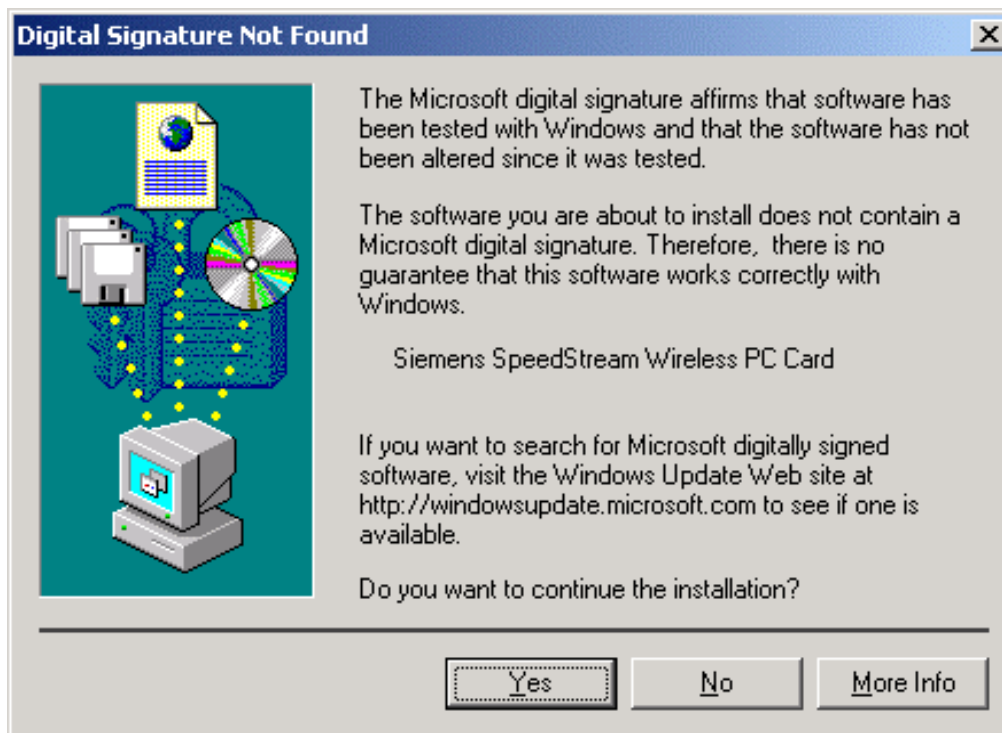 Digital Signature Not Found
The Microsoft digital signature affirms that software has
been tested with Windows and that the software has not
been altered since it was tested.
The software you are about to install does not contain a
Microsoft digital signature. Therefore,  there is no
guarantee that this software works correctly with
Windows.
Siemens SpeedStream Wireless PC Card
If you want to search for Microsoft digitally signed
software, visit the Windows Update Web site at
http://windowsupdate.microsoft.com to see if one is
available.
Do you want to continue the installation?
Yes No More Info